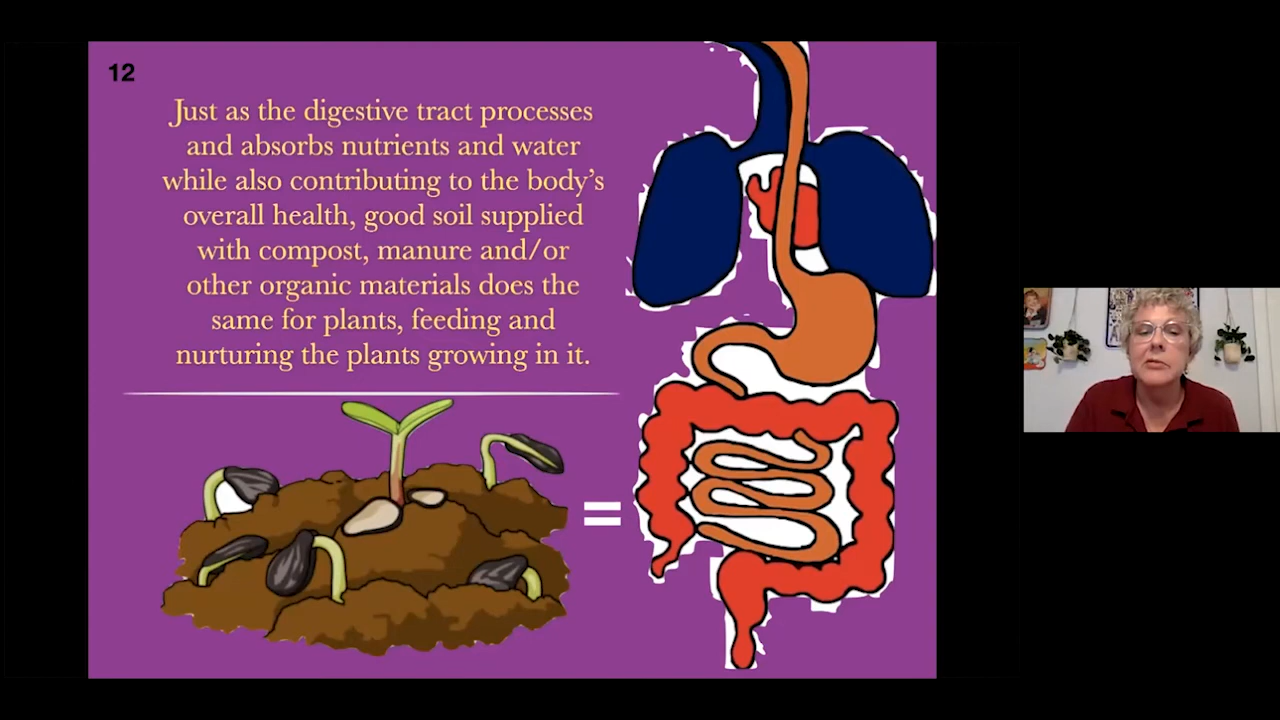 12
Just as the digestive tract processes
and absorbs nutrients and water
while also contributing to the body’s
overall health, good soil supplied
with compost, manure and/or
other organic materials does the
same for plants, feeding and
nurturing the plants growing in it.
=